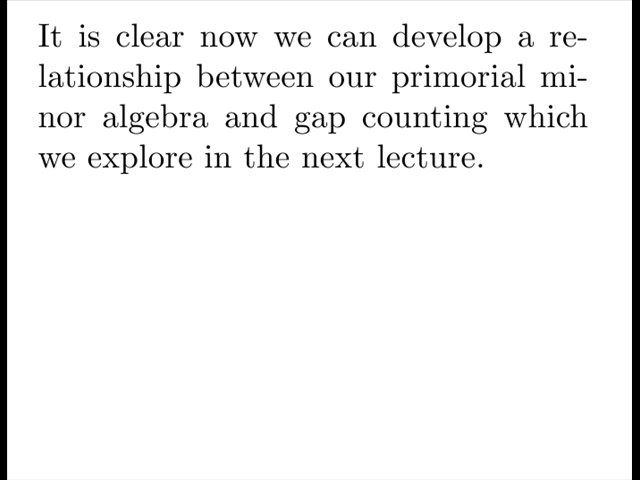 It is clear now we can develop a re-
lationship between our primorial mi-
nor algebra and gap counting which
we explore in the next lecture.